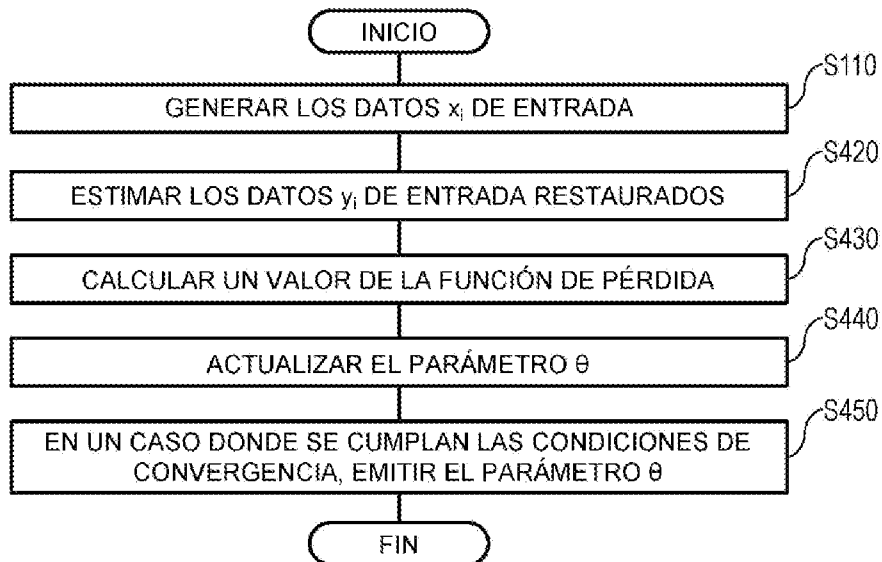 INICIO
S110
GENERAR LOS DATOS xᵢ DE ENTRADA
S420
ESTIMAR LOS DATOS yᵢ DE ENTRADA RESTAURADOS
S430
CALCULAR UN VALOR DE LA FUNCIÓN DE PÉRDIDA
S440
ACTUALIZAR EL PARÁMETRO θ
S450
EN UN CASO DONDE SE CUMPLAN LAS CONDICIONES DE
CONVERGENCIA, EMITIR EL PARÁMETRO θ
FIN